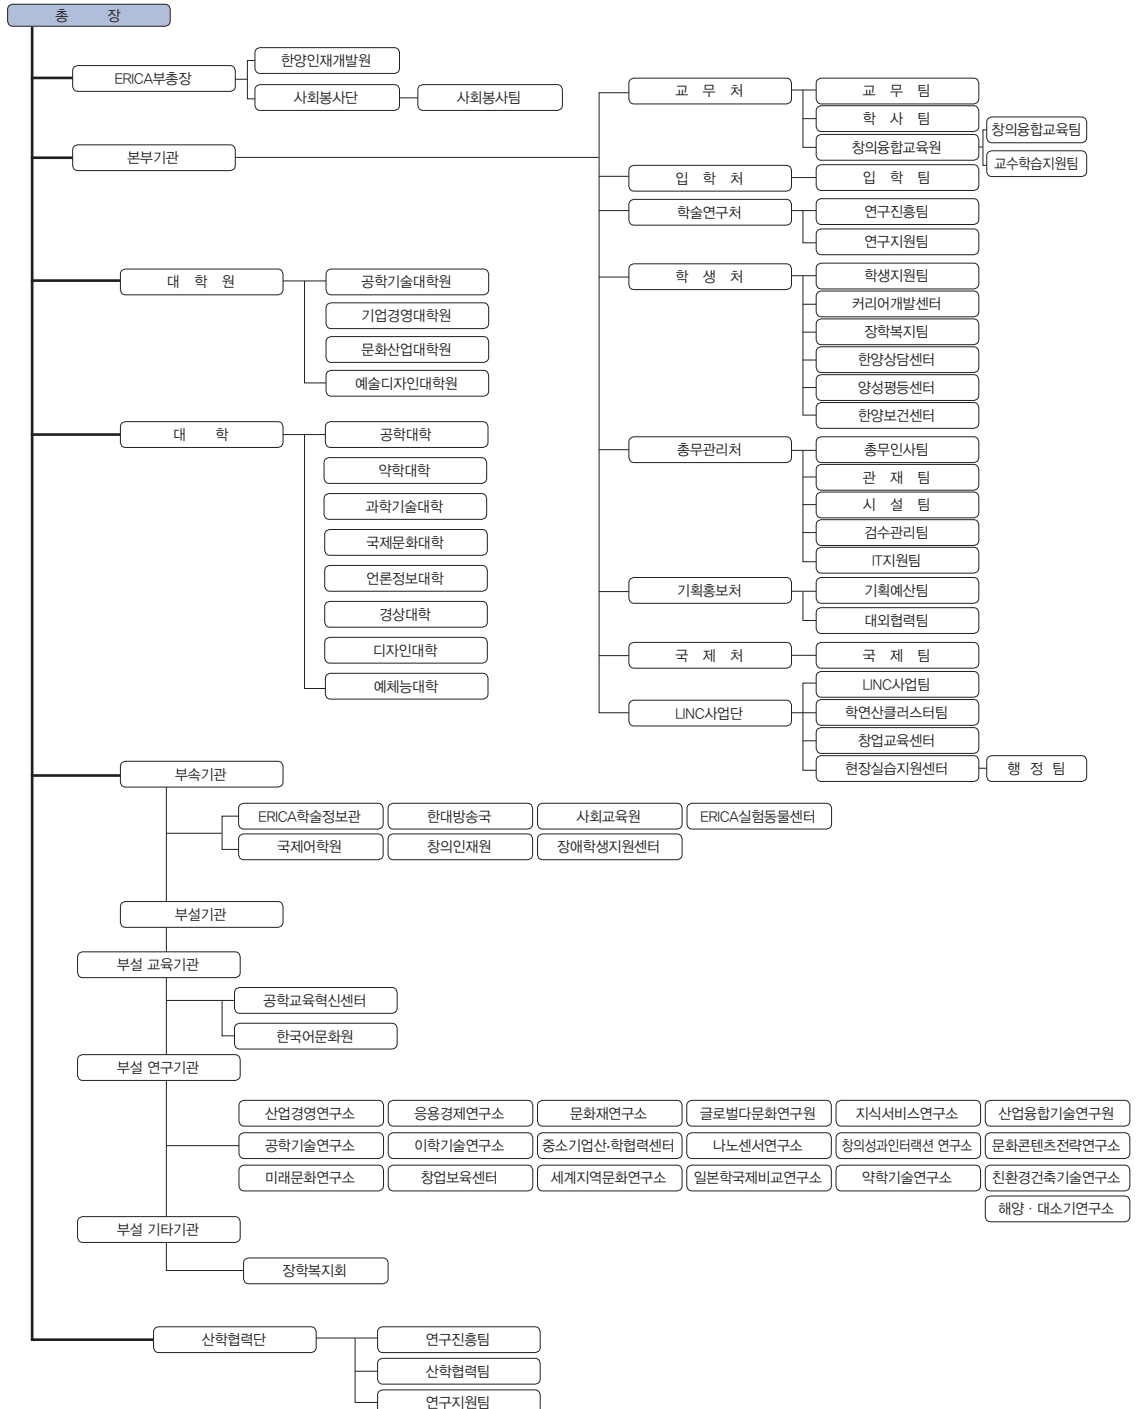 총 장
ERICA부총장
한양인재개발원
사회봉사단
사회봉사팀
본부기관
교 무 처
교 무 팀
학 사 팀
창의융합교육원
창의융합교육팀
교수학습지원팀
입 학 처
입 학 팀
학술연구처
연구진흥팀
연구지원팀
학 생 처
학생지원팀
커리어개발센터
장학복지팀
한양상담센터
양성평등센터
한양보건센터
총무관리처
총무인사팀
관 재 팀
시 설 팀
검수관리팀
IT지원팀
기획홍보처
기획예산팀
대외협력팀
국 제 처
국 제 팀
LINC사업단
LINC사업팀
학연산클러스터팀
창업교육센터
현장실습지원센터
행 정 팀
대 학 원
공학기술대학원
기업경영대학원
문화산업대학원
예술디자인대학원
대 학
공학대학
약학대학
과학기술대학
국제문화대학
언론정보대학
경상대학
디자인대학
예체능대학
부속기관
ERICA학술정보관
한대방송국
사회교육원
ERICA실험동물센터
국제어학원
창의인재원
장애학생지원센터
부설기관
부설 교육기관
공학교육혁신센터
한국어문화원
부설 연구기관
산업경영연구소
응용경제연구소
문화재연구소
글로벌다문화연구원
지식서비스연구소
산업융합기술연구원
공학기술연구소
이학기술연구소
중소기업산·학협력센터
나노센서연구소
창의성과인터랙션 연구소
문화콘텐츠전략연구소
미래문화연구소
창업보육센터
세계지역문화연구소
일본학국제비교연구소
약학기술연구소
친환경건축기술연구소
해양 · 대소기연구소
부설 기타기관
장학복지회
산학협력단
연구진흥팀
산학협력팀
연구지원팀